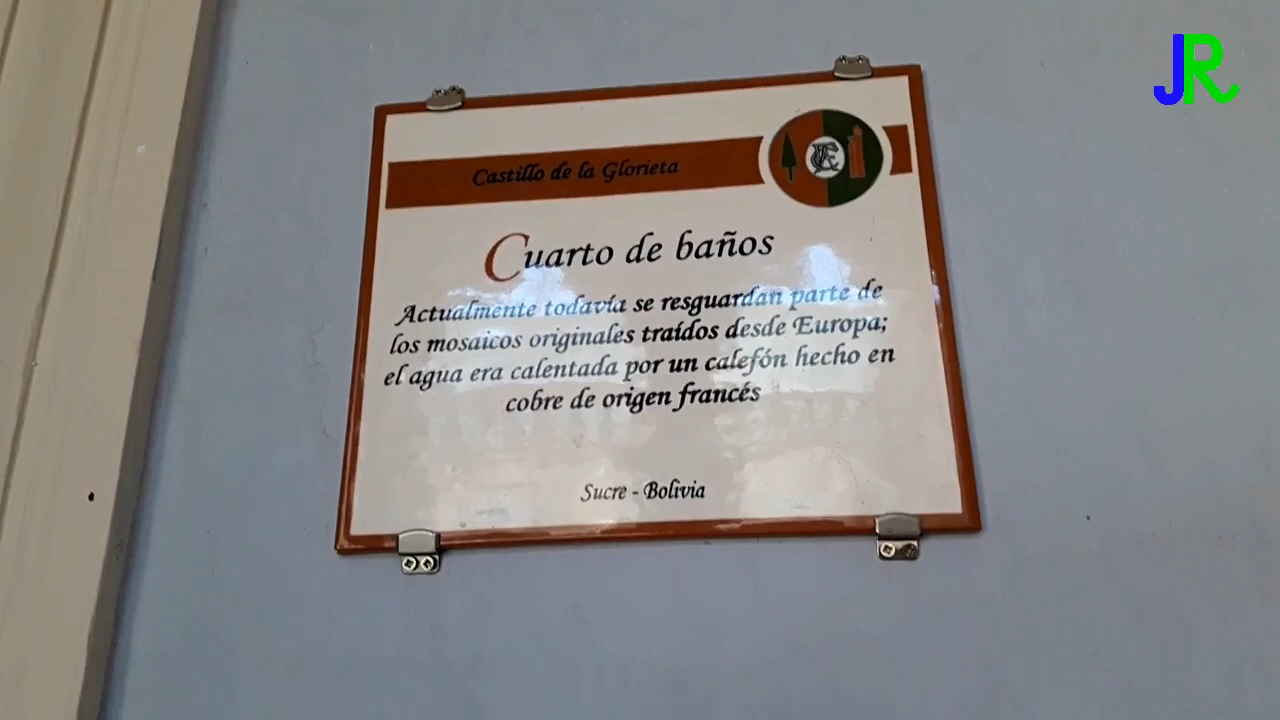 JR
Castillo de la Glorieta
Cuarto de baños
Actualmente todavía se resguardan parte de
los mosaicos originales traídos desde Europa;
el agua era calentada por un calefón hecho en
cobre de origen francés
Sucre - Bolivia